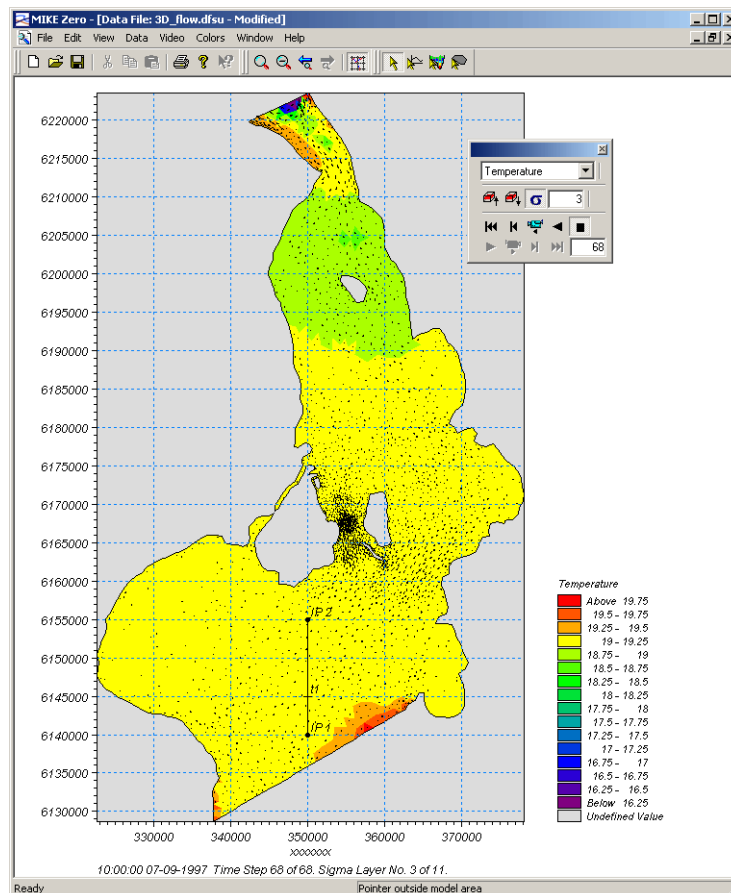 MIKE Zero - [Data File: 3D_flow.dfsu - Modified]
File Edit View Data Video Colors Window Help
6220000
6215000
6210000
6205000
6200000
6195000
6190000
6185000
6180000
6175000
6170000
6165000
6160000
6155000
6150000
6145000
6140000
6135000
6130000
Temperature
σ 3
68
IP2
t1
IP1
Temperature
Above 19.75
19.5 - 19.75
19.25 - 19.5
19 - 19.25
18.75 - 19
18.5 - 18.75
18.25 - 18.5
18 - 18.25
17.75 - 18
17.5 - 17.75
17.25 - 17.5
17 - 17.25
16.75 - 17
16.5 - 16.75
16.25 - 16.5
Below 16.25
Undefined Value
330000 340000 350000 360000 370000
xxxxxxx
10:00:00 07-09-1997 Time Step 68 of 68. Sigma Layer No. 3 of 11.
Ready Pointer outside model area